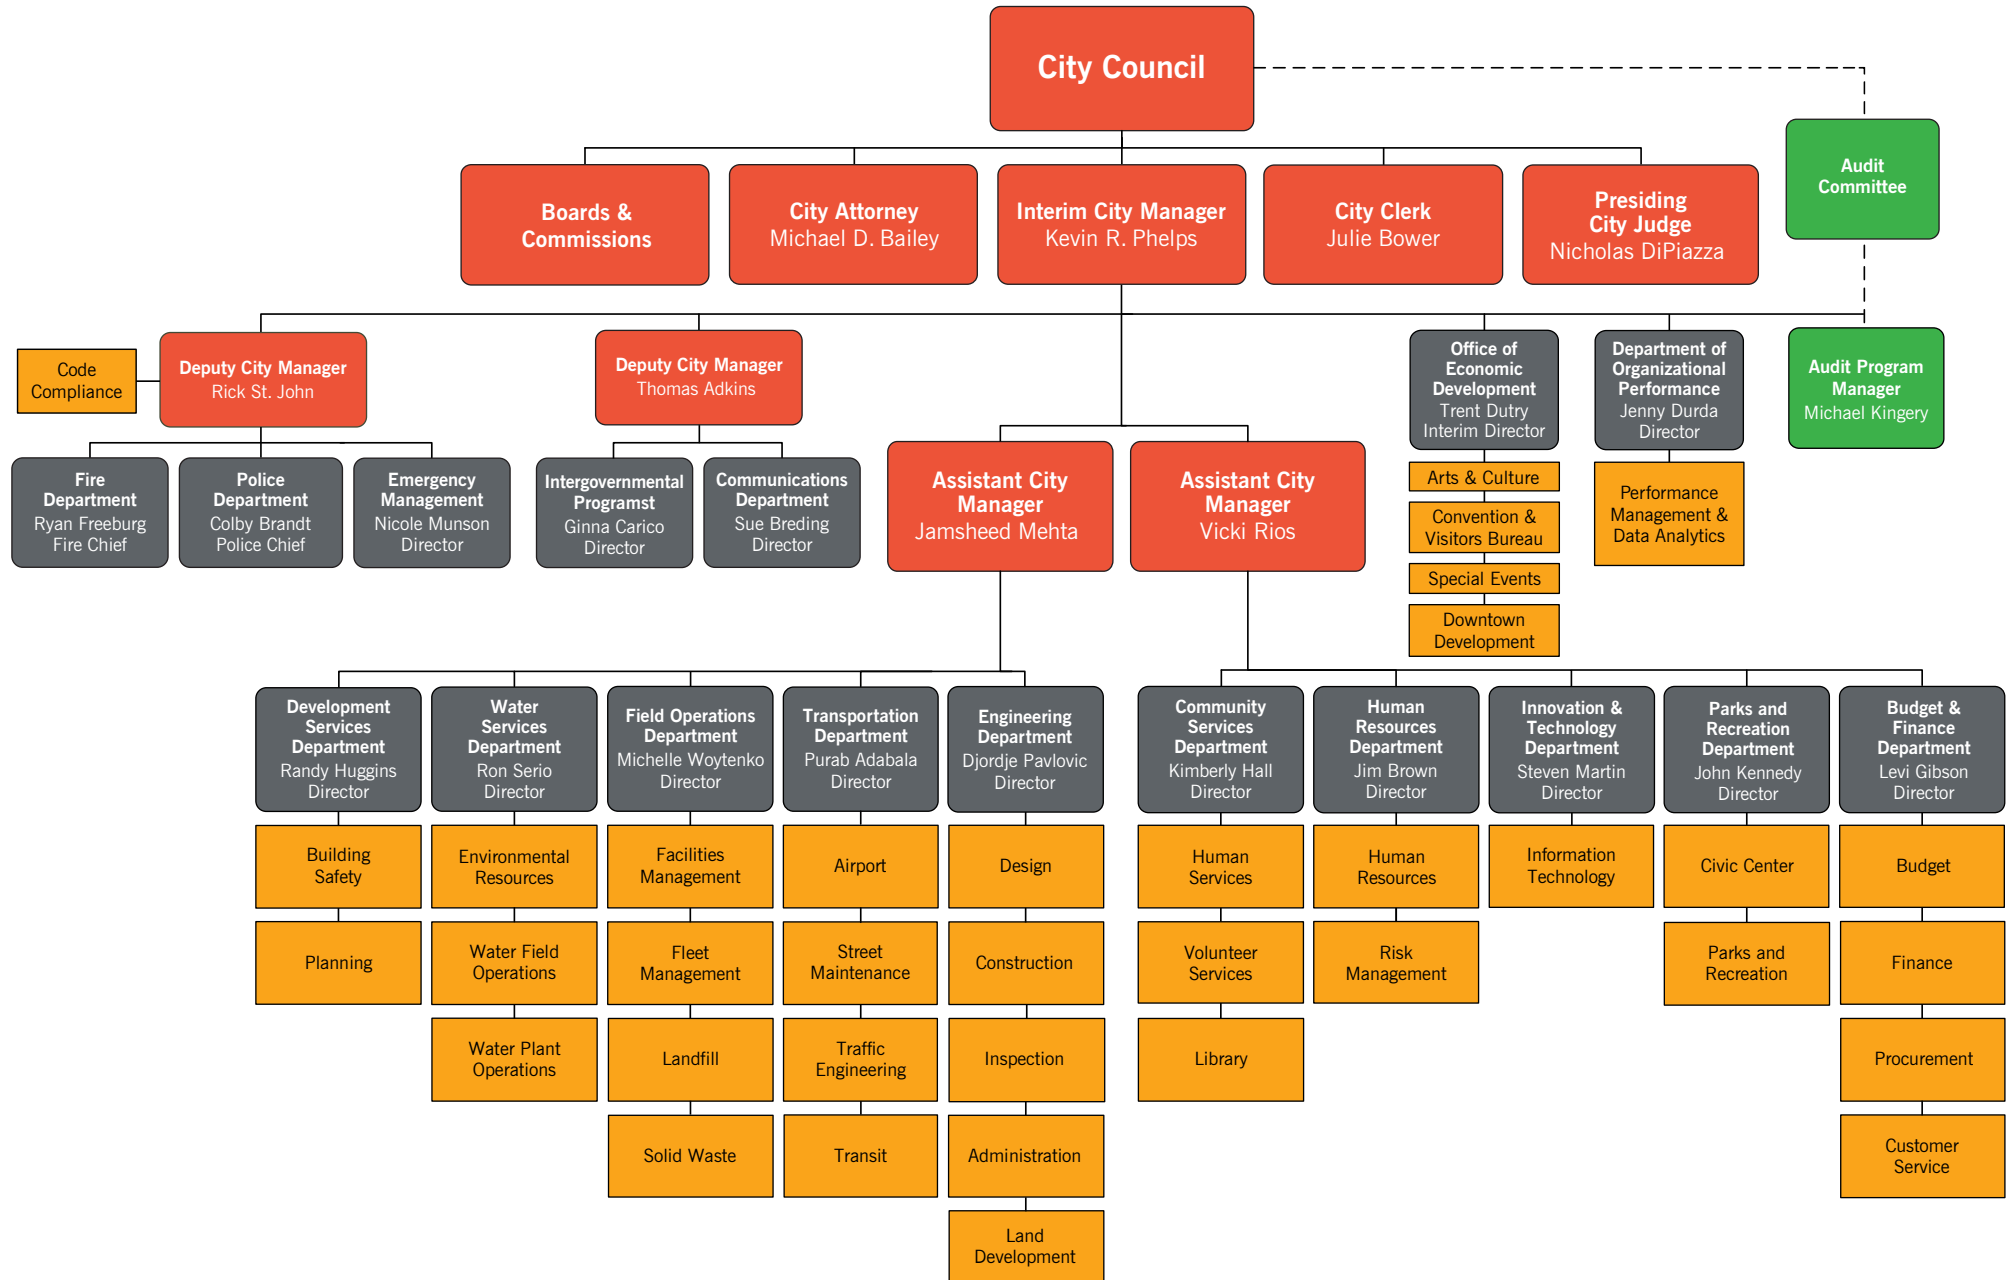 City Council
Audit
Committee
Boards &
Commissions
City Attorney
Michael D. Bailey
Interim City Manager
Kevin R. Phelps
City Clerk
Julie Bower
Presiding
City Judge
Nicholas DiPiazza
Code
Compliance
Deputy City Manager
Rick St. John
Deputy City Manager
Thomas Adkins
Office of
Economic
Development
Trent Dutry
Interim Director
Department of
Organizational
Performance
Jenny Durda
Director
Audit Program
Manager
Michael Kingery
Fire
Department
Ryan Freeburg
Fire Chief
Police
Department
Colby Brandt
Police Chief
Emergency
Management
Nicole Munson
Director
Intergovernmental
Programst
Ginna Carico
Director
Communications
Department
Sue Breding
Director
Assistant City
Manager
Jamsheed Mehta
Assistant City
Manager
Vicki Rios
Arts & Culture
Convention &
Visitors Bureau
Special Events
Downtown
Development
Performance
Management &
Data Analytics
Development
Services
Department
Randy Huggins
Director
Water
Services
Department
Ron Serio
Director
Field Operations
Department
Michelle Woytenko
Director
Transportation
Department
Purab Adabala
Director
Engineering
Department
Djordje Pavlovic
Director
Community
Services
Department
Kimberly Hall
Director
Human
Resources
Department
Jim Brown
Director
Innovation &
Technology
Department
Steven Martin
Director
Parks and
Recreation
Department
John Kennedy
Director
Budget &
Finance
Department
Levi Gibson
Director
Building
Safety
Environmental
Resources
Facilities
Management
Airport
Design
Human
Services
Human
Resources
Information
Technology
Civic Center
Budget
Planning
Water Field
Operations
Fleet
Management
Street
Maintenance
Construction
Volunteer
Services
Risk
Management
Parks and
Recreation
Finance
Water Plant
Operations
Landfill
Traffic
Engineering
Inspection
Library
Procurement
Solid Waste
Transit
Administration
Customer
Service
Land
Development